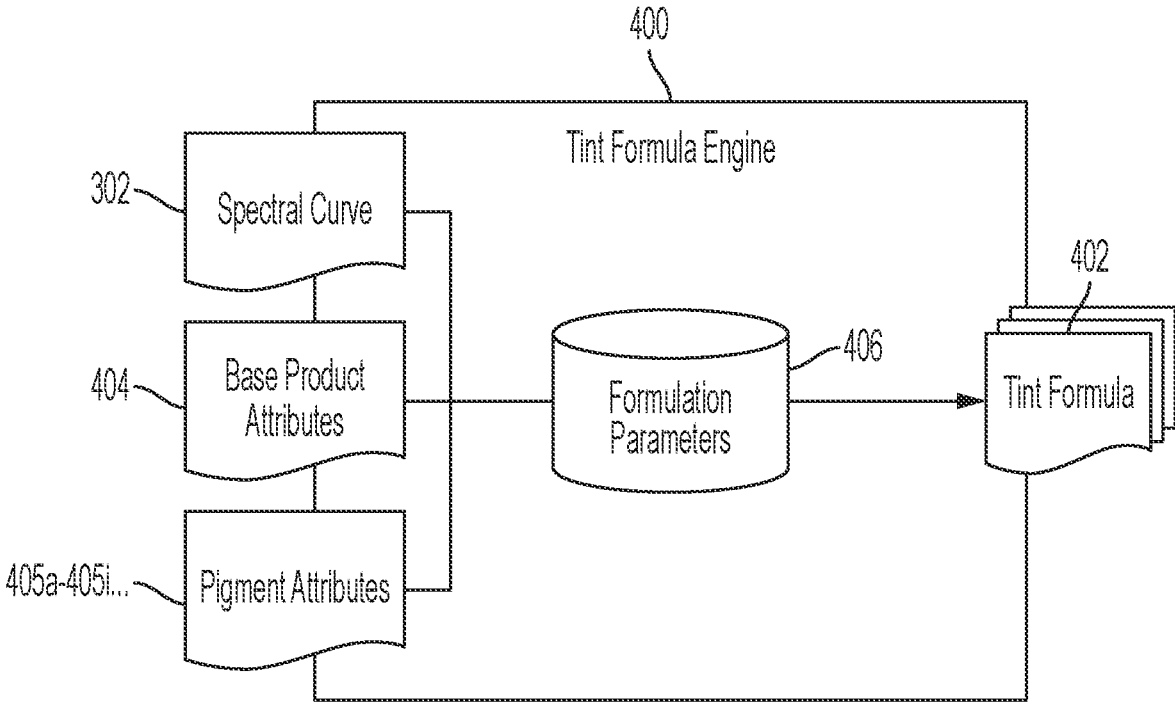 400
Tint Formula Engine
302
Spectral Curve
402
404
Base Product
Attributes
406
Formulation
Parameters
Tint Formula
405a-405i...
Pigment Attributes